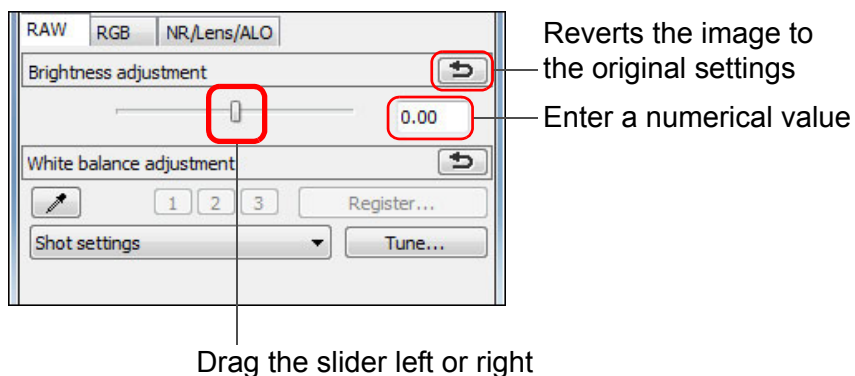 RAW RGB NR/Lens/ALO
Brightness adjustment
0.00
White balance adjustment
1 2 3 Register...
Shot settings Tune...
Reverts the image to
the original settings
Enter a numerical value
Drag the slider left or right